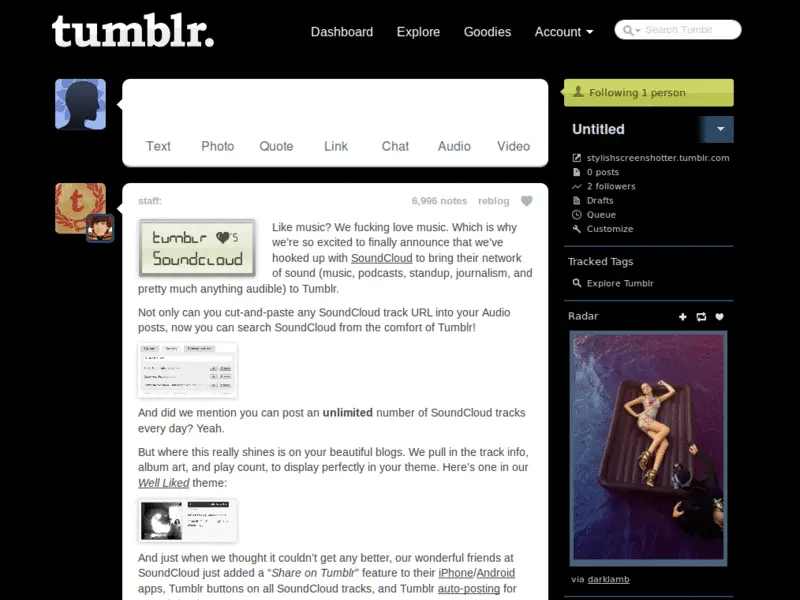 tumblr.
Dashboard Explore Goodies Account Search Tumblr
Text Photo Quote Link Chat Audio Video
Following 1 person
Untitled
stylishscreenshotter.tumblr.com
0 posts
2 followers
Drafts
Queue
Customize
Tracked Tags
Explore Tumblr
Radar
via darklamb
staff: 6,996 notes reblog
tumblr ♥'s
Soundcloud
Like music? We fucking love music. Which is why
we're so excited to finally announce that we've
hooked up with SoundCloud to bring their network
of sound (music, podcasts, standup, journalism, and
pretty much anything audible) to Tumblr.
Not only can you cut-and-paste any SoundCloud track URL into your Audio
posts, now you can search SoundCloud from the comfort of Tumblr!
And did we mention you can post an unlimited number of SoundCloud tracks
every day? Yeah.
But where this really shines is on your beautiful blogs. We pull in the track info,
album art, and play count, to display perfectly in your theme. Here's one in our
Well Liked theme:
And just when we thought it couldn't get any better, our wonderful friends at
SoundCloud just added a "Share on Tumblr" feature to their iPhone/Android
apps, Tumblr buttons on all SoundCloud tracks, and Tumblr auto-posting for